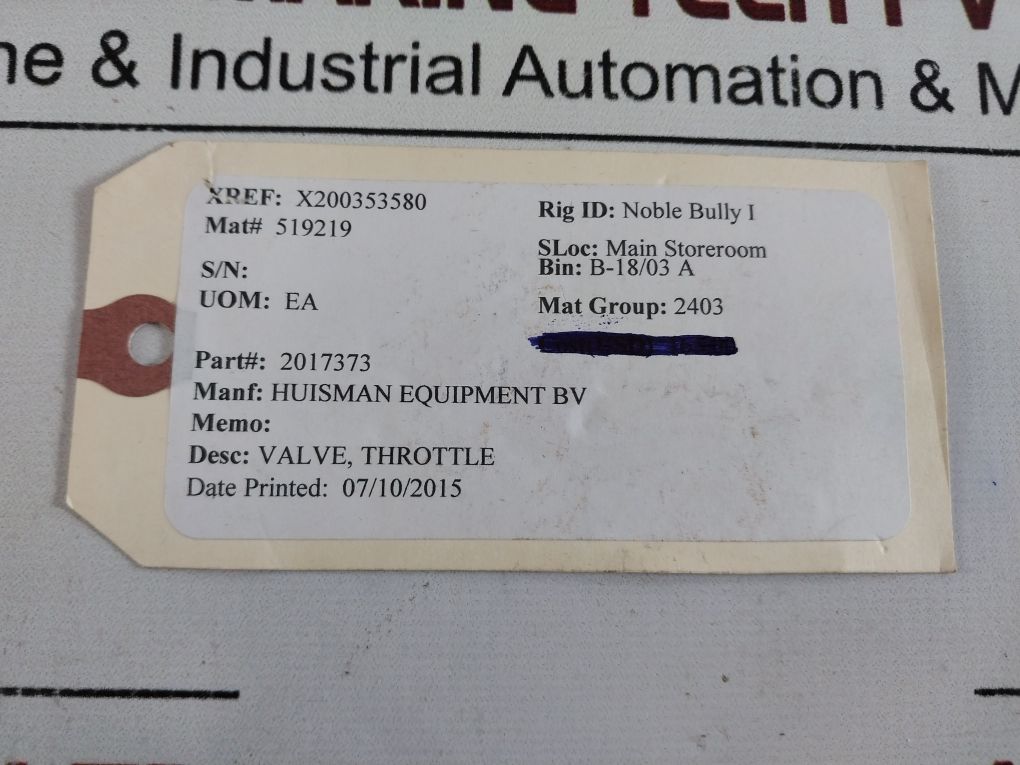 TECH
& Industrial Automation &
XREF: X200353580
Mat# 519219
S/N:
UOM: EA
Part#: 2017373
Manf: HUISMAN EQUIPMENT BV
Memo:
Desc: VALVE, THROTTLE
Date Printed: 07/10/2015
Rig ID: Noble Bully I
SLoc: Main Storeroom
Bin: B-18/03 A
Mat Group: 2403